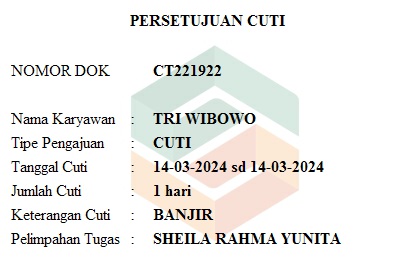 PERSETUJUAN CUTI
NOMOR DOK CT221922
Nama Karyawan : TRI WIBOWO
Tipe Pengajuan : CUTI
Tanggal Cuti : 14-03-2024 sd 14-03-2024
Jumlah Cuti : 1 hari
Keterangan Cuti : BANJIR
Pelimpahan Tugas : SHEILA RAHMA YUNITA